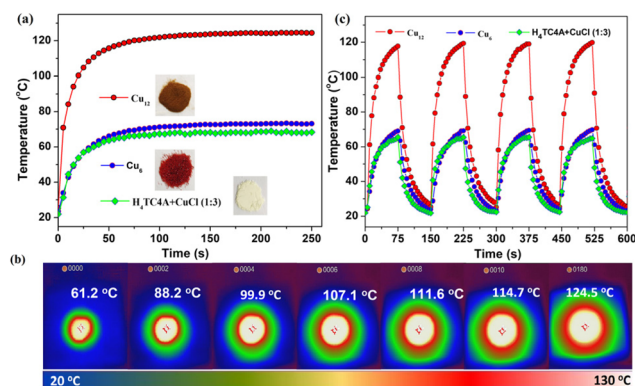 (a)
Temperature (°C)
120
100
80
60
40
20
Cu12
Cu6
H4TC4A+CuCl (1:3)
0 50 100 150 200 250
Time (s)
(c)
Cu12 Cu6 H4TC4A+CuCl (1:3)
Temperature (°C)
120
100
80
60
40
20
0 75 150 225 300 375 450 525 600
Time (s)
(b)
0000 0002 0004 0006 0008 0010 0180
61.2 °C 88.2 °C 99.9 °C 107.1 °C 111.6 °C 114.7 °C 124.5 °C
20 °C 130 °C